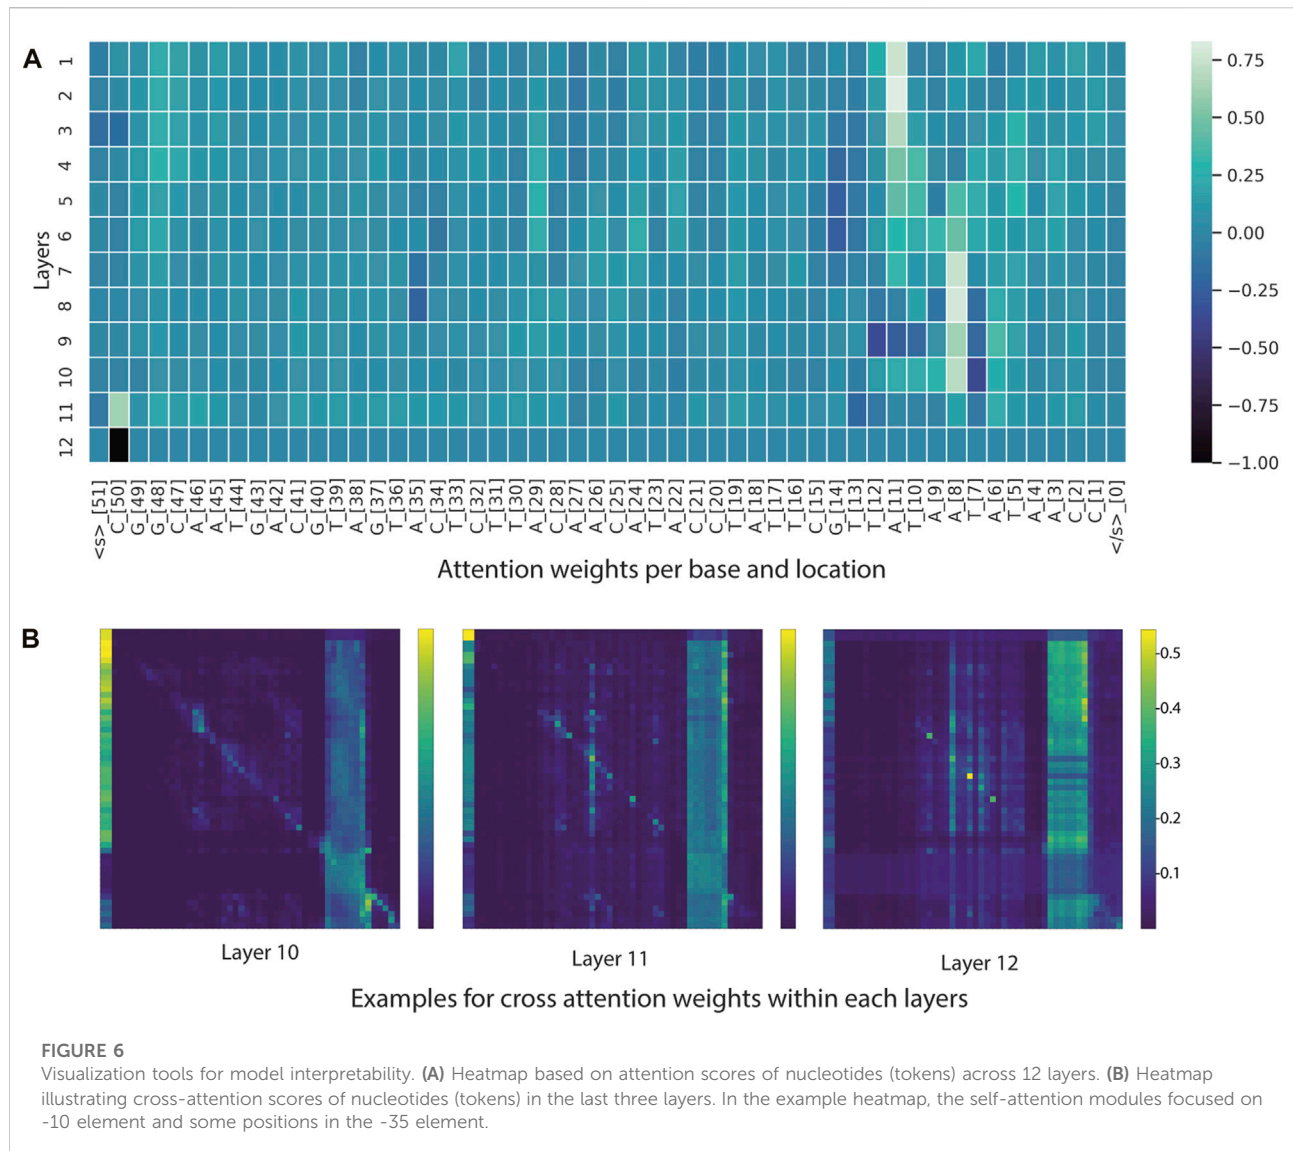 A
1
2
3
4
5
6
7
8
9
10
11
12
Layers
0.75
0.50
0.25
0.00
−0.25
−0.50
−0.75
−1.00
<s>_[51]
C_[50]
G_[49]
G_[48]
C_[47]
A_[46]
A_[45]
T_[44]
G_[43]
A_[42]
C_[41]
G_[40]
T_[39]
A_[38]
G_[37]
T_[36]
A_[35]
C_[34]
T_[33]
C_[32]
T_[31]
T_[30]
A_[29]
C_[28]
A_[27]
A_[26]
C_[25]
A_[24]
T_[23]
A_[22]
C_[21]
C_[20]
T_[19]
A_[18]
T_[17]
T_[16]
C_[15]
G_[14]
T_[13]
T_[12]
A_[11]
T_[10]
A_[9]
A_[8]
T_[7]
A_[6]
T_[5]
A_[4]
A_[3]
C_[2]
C_[1]
</s>_[0]
Attention weights per base and location
B
0.5
0.4
0.3
0.2
0.1
Layer 10
Layer 11
Layer 12
Examples for cross attention weights within each layers
FIGURE 6
Visualization tools for model interpretability. (A) Heatmap based on attention scores of nucleotides (tokens) across 12 layers. (B) Heatmap
illustrating cross-attention scores of nucleotides (tokens) in the last three layers. In the example heatmap, the self-attention modules focused on
-10 element and some positions in the -35 element.